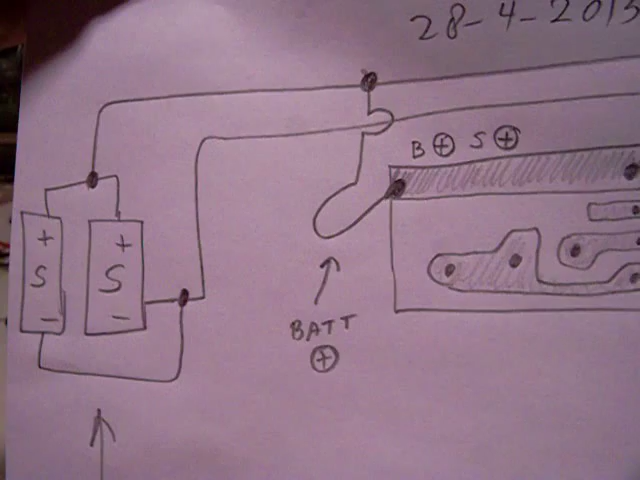 28-4-2013
B ⊕ S ⊕
+ +
S S
- -
BATT
⊕